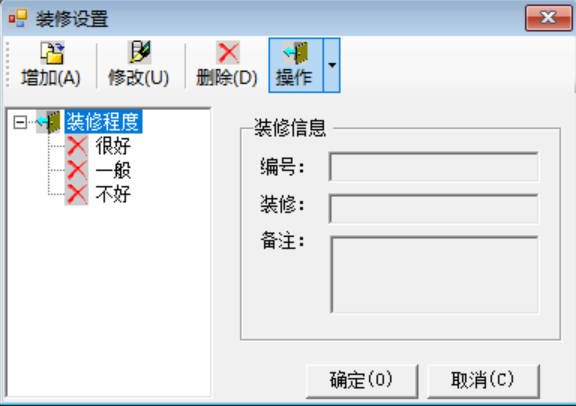 装修设置
增加(A) 修改(U) 删除(D) 操作
装修程度
很好
一般
不好
装修信息
编号：
装修：
备注：
确定(O) 取消(C)